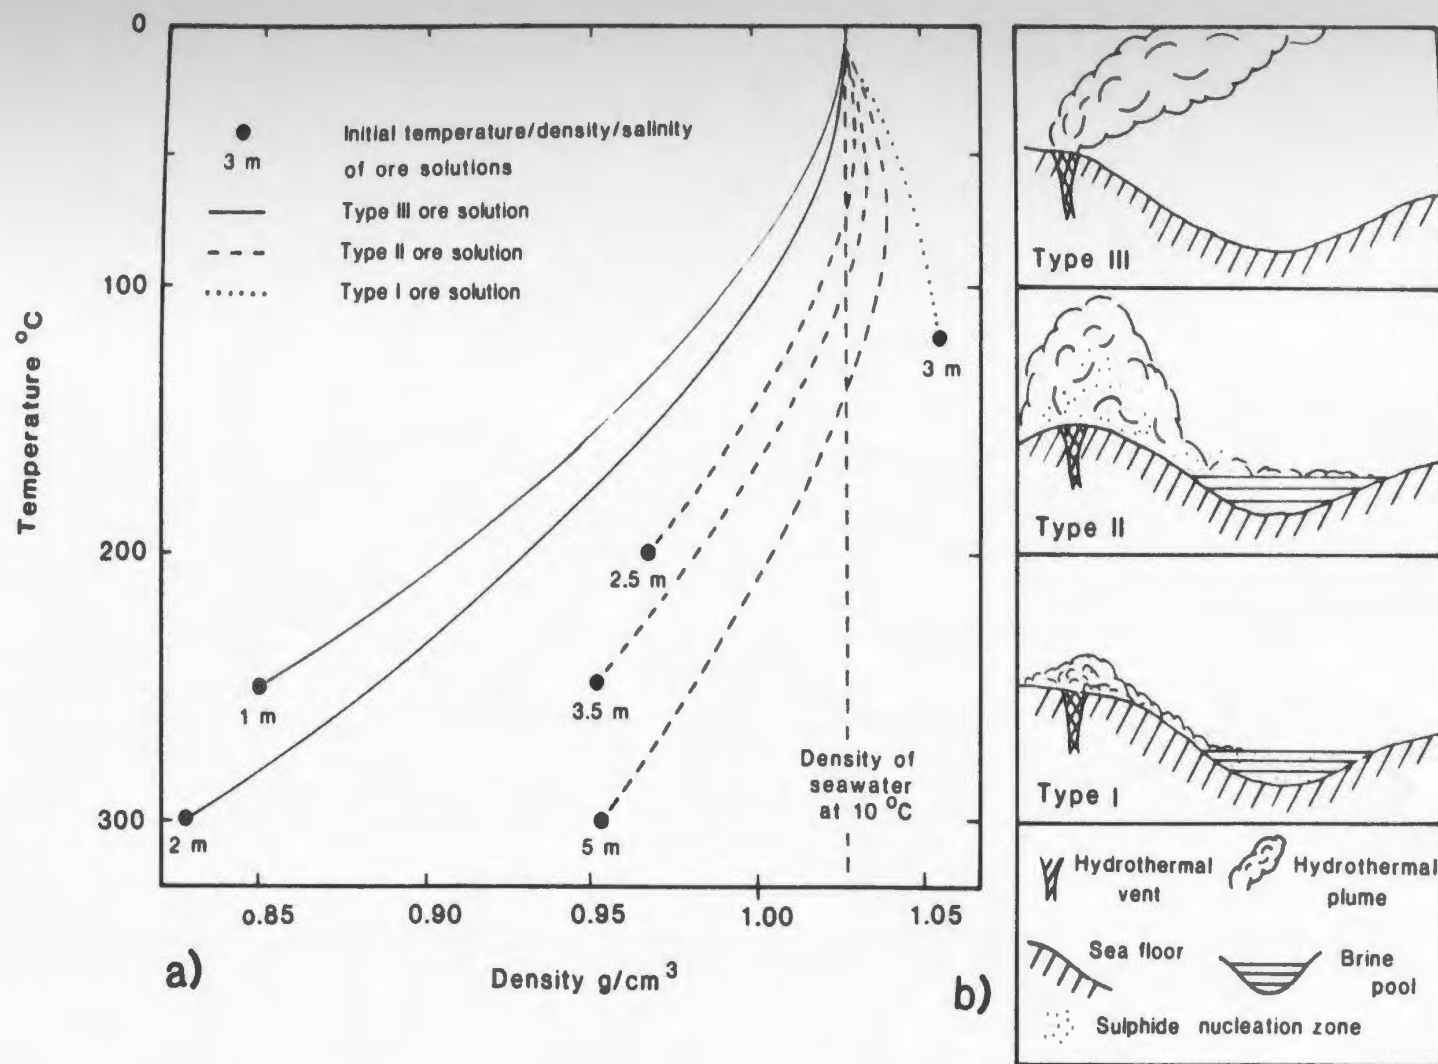 0
100
200
300
Temperature °C
Initial temperature/density/salinity
3 m
of ore solutions
Type III ore solution
Type II ore solution
Type I ore solution
3 m
2.5 m
1 m
3.5 m
2 m
5 m
Density of
seawater
at 10 °C
0.85
0.90
0.95
1.00
1.05
a)
Density g/cm³
b)
Type III
Type II
Type I
Hydrothermal
vent
Hydrothermal
plume
Sea floor
Brine
pool
Sulphide nucleation zone